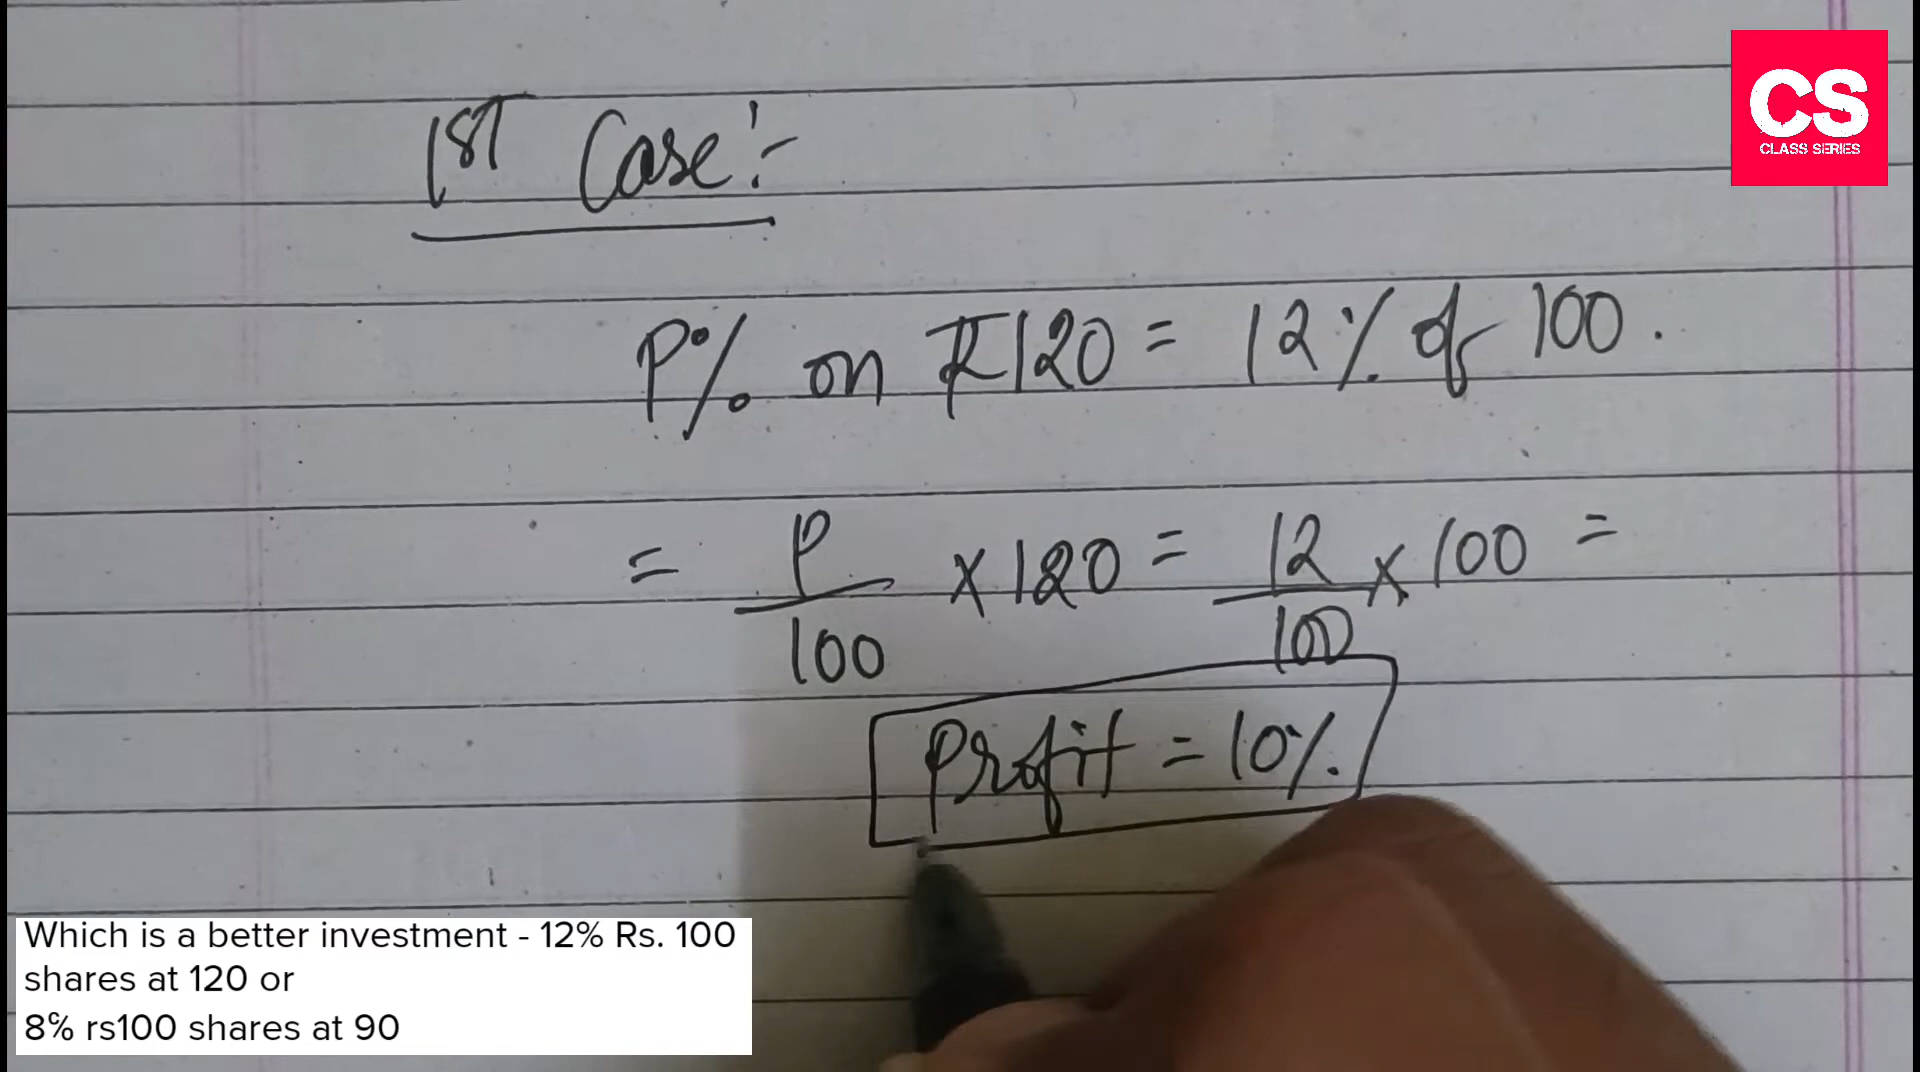 CS
CLASS SERIES
1ST Case:-
P% on ₹120 = 12% of 100.
= P/100 × 120 = 12/100 × 100 =
Profit = 10%.
Which is a better investment - 12% Rs. 100
shares at 120 or
8% rs100 shares at 90